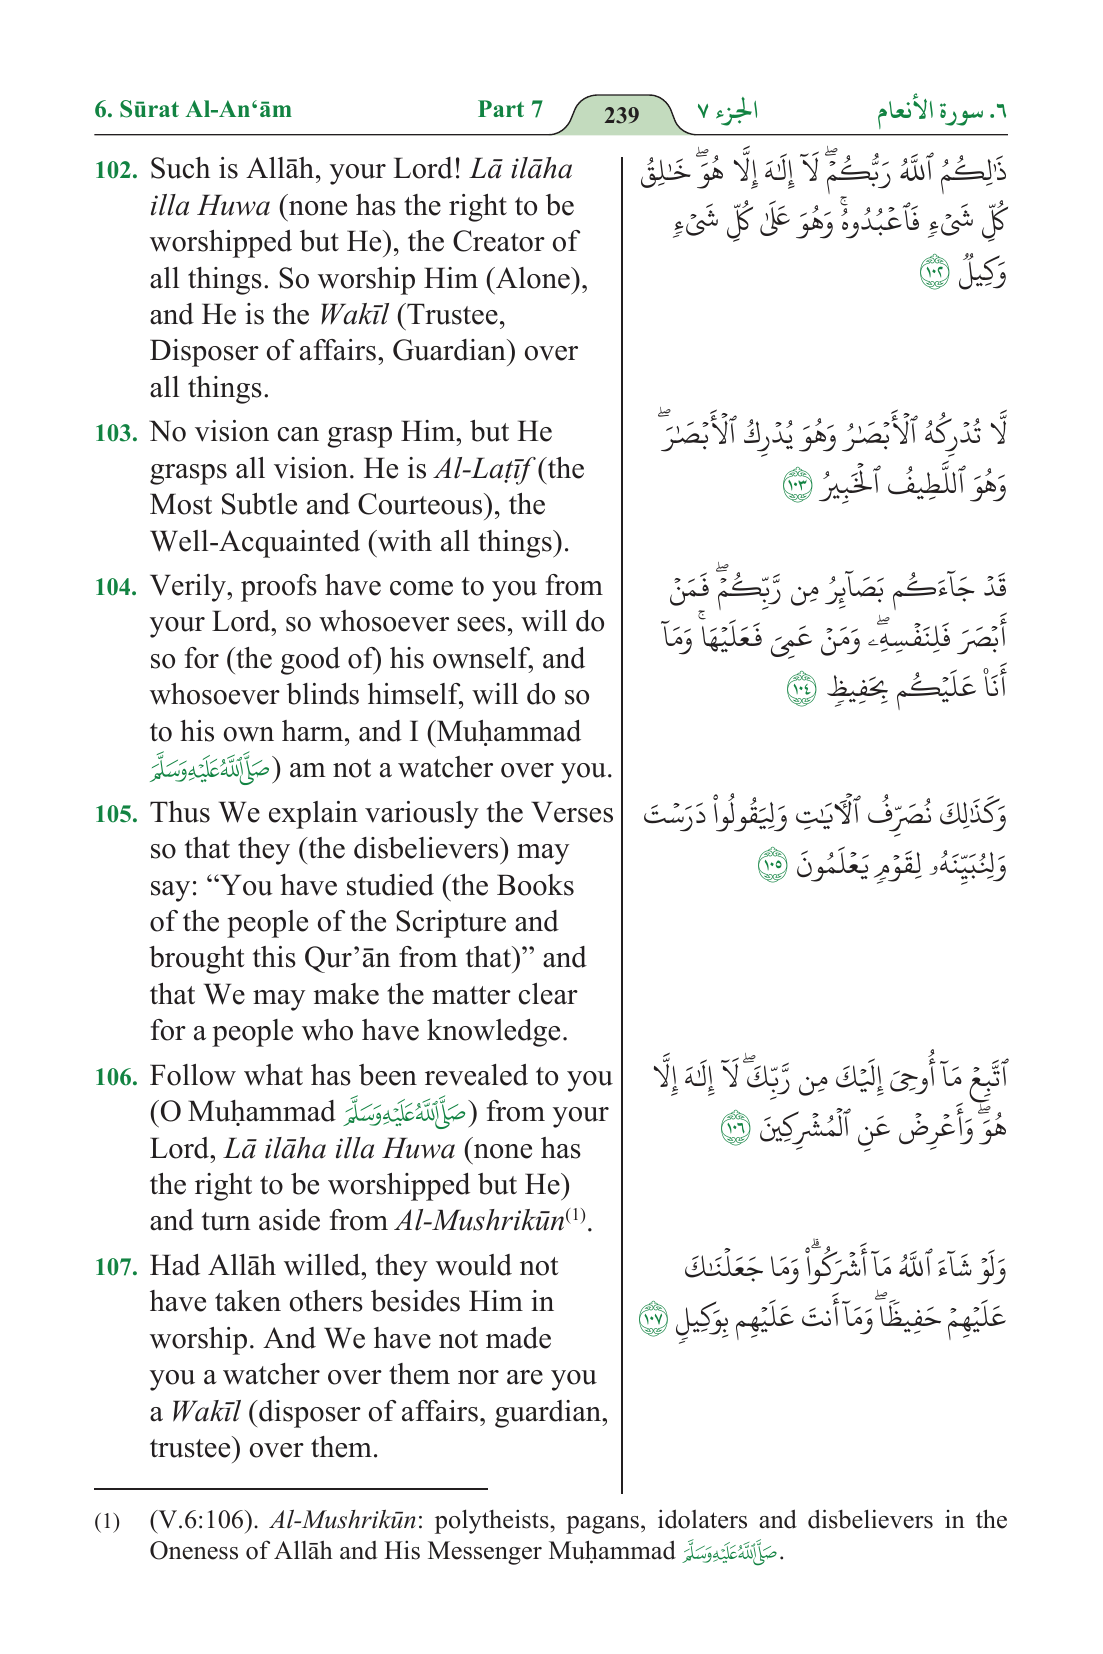 6. Sūrat Al-An‘ām Part 7 239 الجزء ٧ ٦. سورة الأنعام
102. Such is Allāh, your Lord! Lā ilāha
illa Huwa (none has the right to be
worshipped but He), the Creator of
all things. So worship Him (Alone),
and He is the Wakīl (Trustee,
Disposer of affairs, Guardian) over
all things.
ذَٰلِكُمُ ٱللَّهُ رَبُّكُمۡۖ لَآ إِلَٰهَ إِلَّا هُوَۖ خَٰلِقُ
كُلِّ شَيۡءٖ فَٱعۡبُدُوهُۚ وَهُوَ عَلَىٰ كُلِّ شَيۡءٖ
وَكِيلٞ ١٠٢
103. No vision can grasp Him, but He
grasps all vision. He is Al-Laṭīf (the
Most Subtle and Courteous), the
Well-Acquainted (with all things).
لَّا تُدۡرِكُهُ ٱلۡأَبۡصَٰرُ وَهُوَ يُدۡرِكُ ٱلۡأَبۡصَٰرَۖ
وَهُوَ ٱللَّطِيفُ ٱلۡخَبِيرُ ١٠٣
104. Verily, proofs have come to you from
your Lord, so whosoever sees, will do
so for (the good of) his ownself, and
whosoever blinds himself, will do so
to his own harm, and I (Muḥammad
صَلَّى ٱللَّهُ عَلَيْهِ وَسَلَّمَ) am not a watcher over you.
قَدۡ جَآءَكُم بَصَآئِرُ مِن رَّبِّكُمۡۖ فَمَنۡ
أَبۡصَرَ فَلِنَفۡسِهِۦۖ وَمَنۡ عَمِيَ فَعَلَيۡهَاۚ وَمَآ
أَنَا۠ عَلَيۡكُم بِحَفِيظٖ ١٠٤
105. Thus We explain variously the Verses
so that they (the disbelievers) may
say: “You have studied (the Books
of the people of the Scripture and
brought this Qur’ān from that)” and
that We may make the matter clear
for a people who have knowledge.
وَكَذَٰلِكَ نُصَرِّفُ ٱلۡأٓيَٰتِ وَلِيَقُولُواْ دَرَسۡتَ
وَلِنُبَيِّنَهُۥ لِقَوۡمٖ يَعۡلَمُونَ ١٠٥
106. Follow what has been revealed to you
(O Muḥammad صَلَّى ٱللَّهُ عَلَيْهِ وَسَلَّمَ) from your
Lord, Lā ilāha illa Huwa (none has
the right to be worshipped but He)
and turn aside from Al-Mushrikūn(1).
ٱتَّبِعۡ مَآ أُوحِيَ إِلَيۡكَ مِن رَّبِّكَۖ لَآ إِلَٰهَ إِلَّا
هُوَۖ وَأَعۡرِضۡ عَنِ ٱلۡمُشۡرِكِينَ ١٠٦
107. Had Allāh willed, they would not
have taken others besides Him in
worship. And We have not made
you a watcher over them nor are you
a Wakīl (disposer of affairs, guardian,
trustee) over them.
وَلَوۡ شَآءَ ٱللَّهُ مَآ أَشۡرَكُواْۗ وَمَا جَعَلۡنَٰكَ
عَلَيۡهِمۡ حَفِيظٗاۖ وَمَآ أَنتَ عَلَيۡهِم بِوَكِيلٖ ١٠٧
(1) (V.6:106). Al-Mushrikūn: polytheists, pagans, idolaters and disbelievers in the
Oneness of Allāh and His Messenger Muḥammad صَلَّى ٱللَّهُ عَلَيْهِ وَسَلَّمَ.